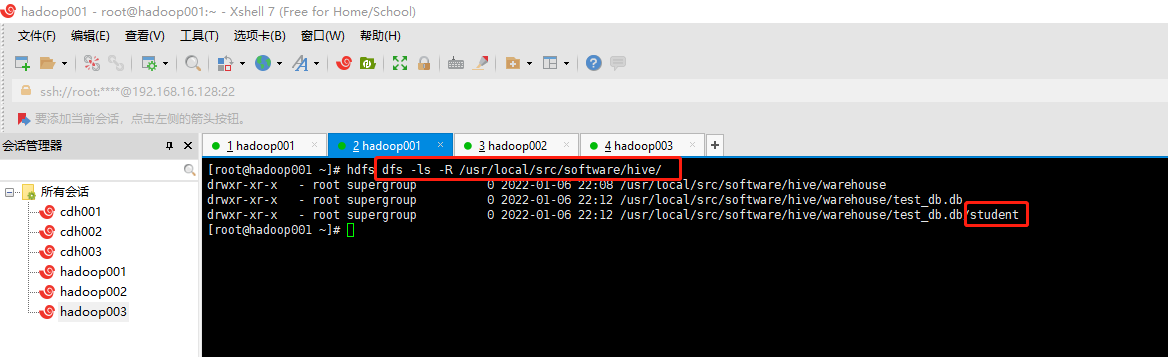 hadoop001 - root@hadoop001:~ - Xshell 7 (Free for Home/School)
文件(F) 编辑(E) 查看(V) 工具(T) 选项卡(B) 窗口(W) 帮助(H)
ssh://root:****@192.168.16.128:22
要添加当前会话，点击左侧的箭头按钮。
会话管理器
1 hadoop001 2 hadoop001 3 hadoop002 4 hadoop003
所有会话
cdh001
cdh002
cdh003
hadoop001
hadoop002
hadoop003
[root@hadoop001 ~]# hdfs dfs -ls -R /usr/local/src/software/hive/
drwxr-xr-x - root supergroup 0 2022-01-06 22:08 /usr/local/src/software/hive/warehouse
drwxr-xr-x - root supergroup 0 2022-01-06 22:12 /usr/local/src/software/hive/warehouse/test_db.db
drwxr-xr-x - root supergroup 0 2022-01-06 22:12 /usr/local/src/software/hive/warehouse/test_db.db/student
[root@hadoop001 ~]#